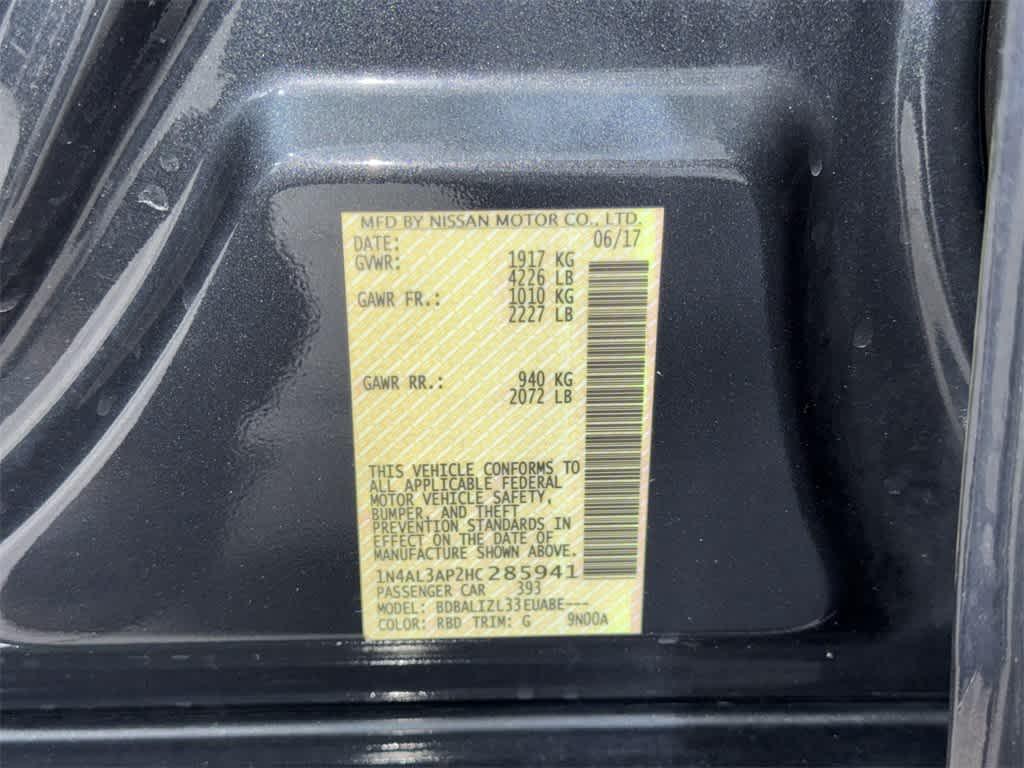 MFD BY NISSAN MOTOR CO., LTD.
DATE: 06/17
GVWR: 1917 KG
4226 LB
GAWR FR.: 1010 KG
2227 LB
GAWR RR.: 940 KG
2072 LB
THIS VEHICLE CONFORMS TO
ALL APPLICABLE FEDERAL
MOTOR VEHICLE SAFETY,
BUMPER, AND THEFT
PREVENTION STANDARDS IN
EFFECT ON THE DATE OF
MANUFACTURE SHOWN ABOVE.
1N4AL3AP2HC285941
PASSENGER CAR 393
MODEL: BDBALIZL33EUABE---
COLOR: RBD TRIM: G 9N00A